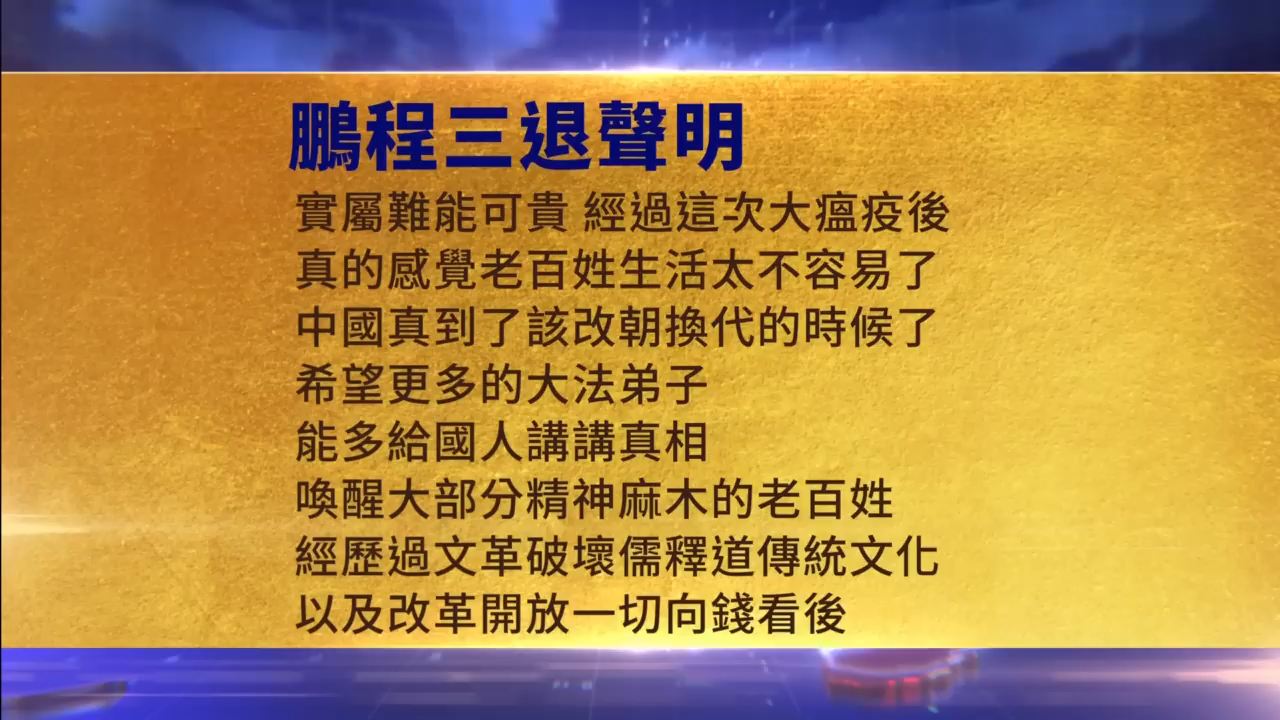 鵬程三退聲明
實屬難能可貴 經過這次大瘟疫後
真的感覺老百姓生活太不容易了
中國真到了該改朝換代的時候了
希望更多的大法弟子
能多給國人講講真相
喚醒大部分精神麻木的老百姓
經歷過文革破壞儒釋道傳統文化
以及改革開放一切向錢看後